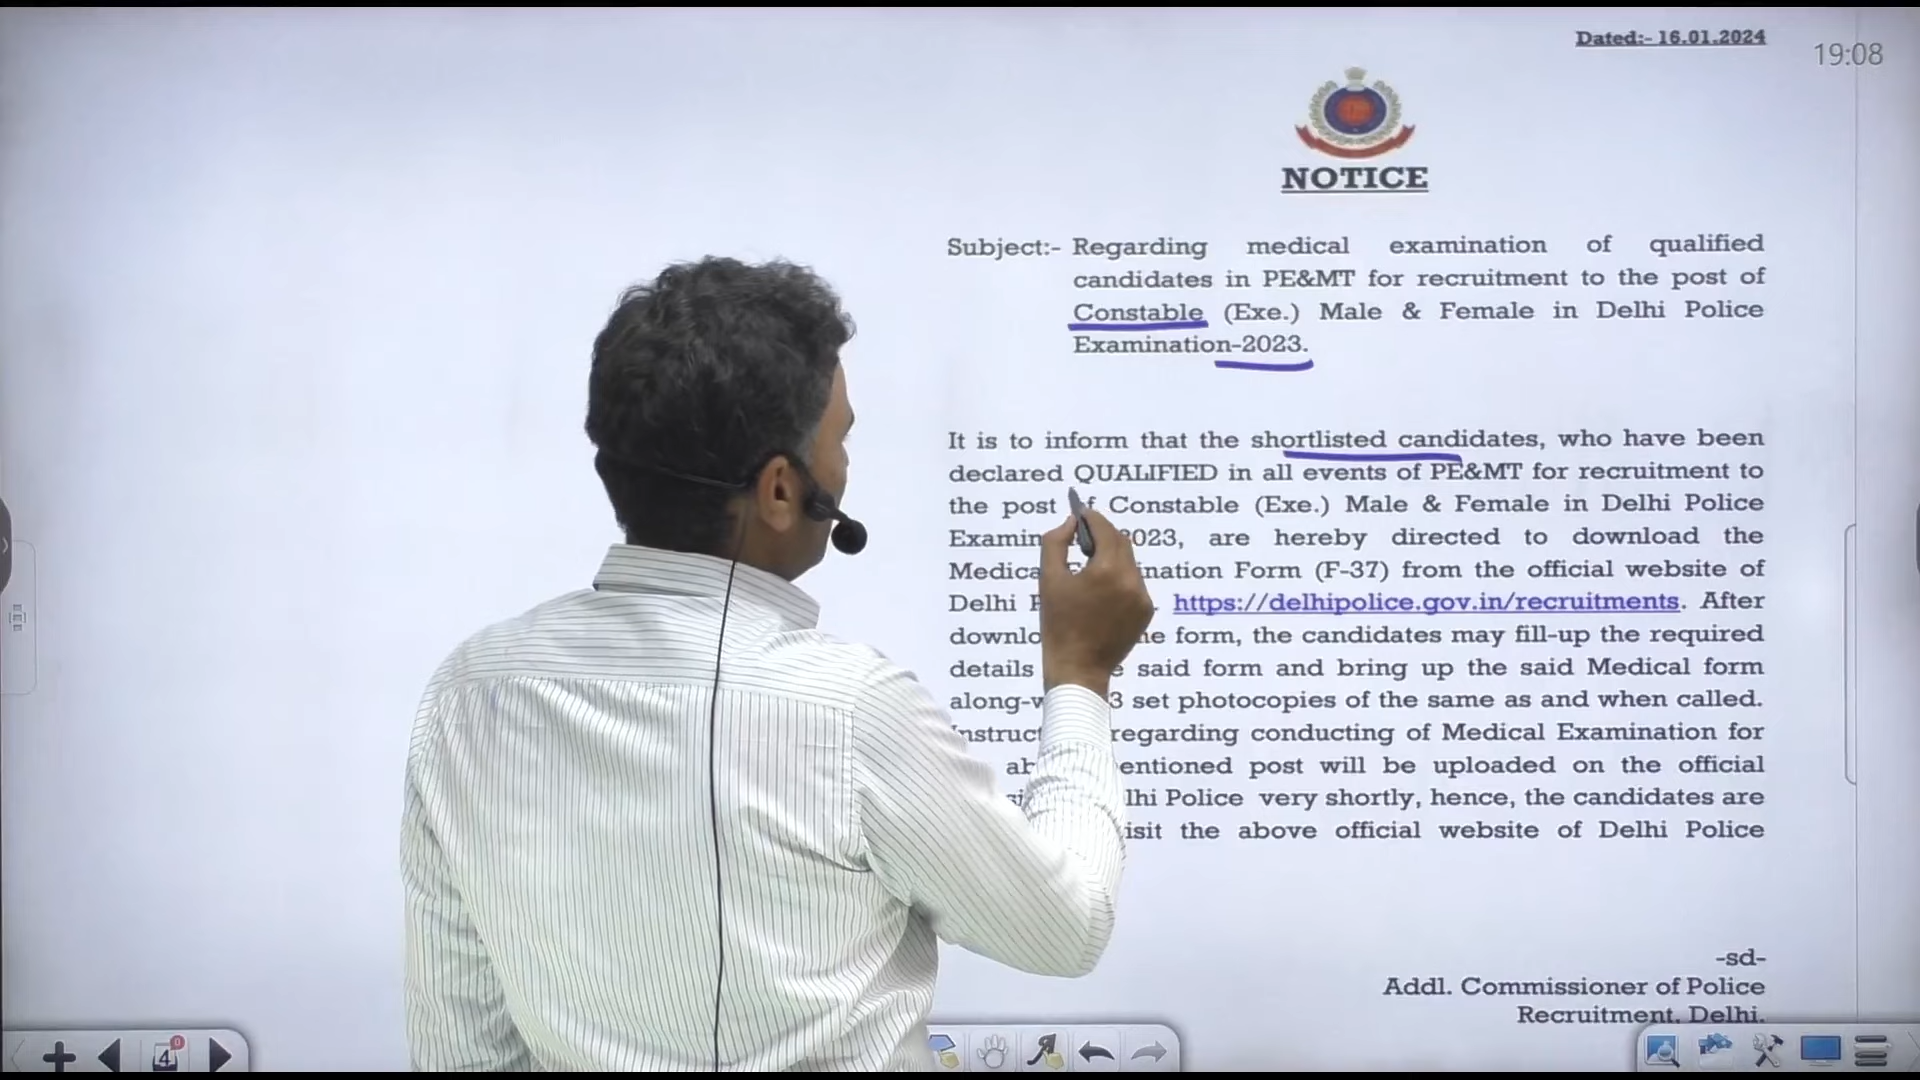 Dated:- 16.01.2024
19:08
NOTICE
Subject:- Regarding medical examination of qualified
candidates in PE&MT for recruitment to the post of
Constable (Exe.) Male & Female in Delhi Police
Examination-2023.
It is to inform that the shortlisted candidates, who have been
declared QUALIFIED in all events of PE&MT for recruitment to
the post of Constable (Exe.) Male & Female in Delhi Police
2023, are hereby directed to download the
Form (F-37) from the official website of
Delhi https://delhipolice.gov.in/recruitments. After
form, the candidates may fill-up the required
details said form and bring up the said Medical form
3 set photocopies of the same as and when called.
regarding conducting of Medical Examination for
post will be uploaded on the official
Police very shortly, hence, the candidates are
the above official website of Delhi Police
-sd-
Addl. Commissioner of Police
Recruitment, Delhi.
4
0